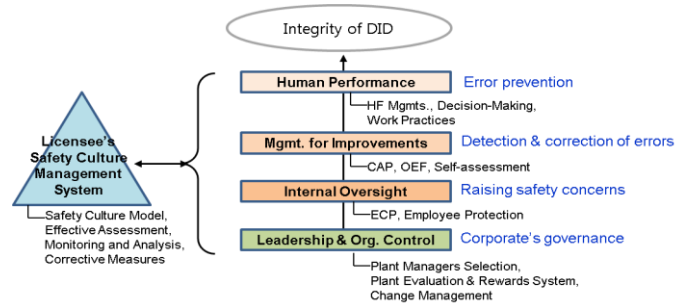 Integrity of DID
Human Performance
Error prevention
HF Mgmts., Decision-Making,
Work Practices
Mgmt. for Improvements
Detection & correction of errors
CAP, OEF, Self-assessment
Internal Oversight
Raising safety concerns
ECP, Employee Protection
Leadership & Org. Control
Corporate's governance
Plant Managers Selection,
Plant Evaluation & Rewards System,
Change Management
Licensee's
Safety Culture
Management
System
Safety Culture Model,
Effective Assessment,
Monitoring and Analysis,
Corrective Measures